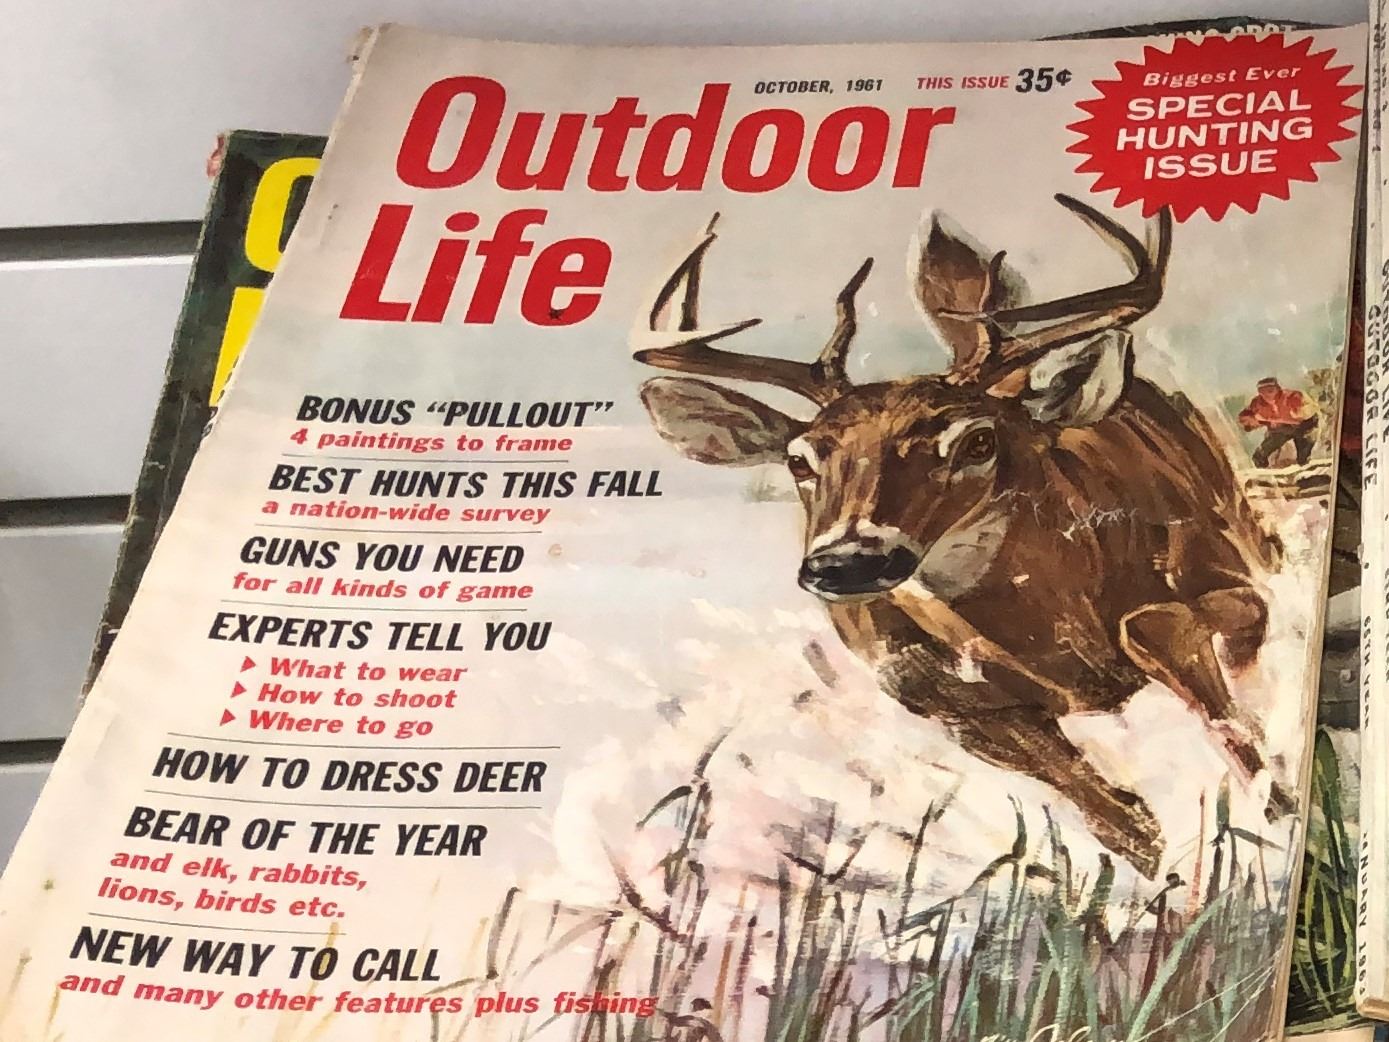 OCTOBER, 1961 THIS ISSUE 35¢
Outdoor
Life
Biggest Ever
SPECIAL
HUNTING
ISSUE
BONUS “PULLOUT”
4 paintings to frame
BEST HUNTS THIS FALL
a nation-wide survey
GUNS YOU NEED
for all kinds of game
EXPERTS TELL YOU
▸ What to wear
▸ How to shoot
▸ Where to go
HOW TO DRESS DEER
BEAR OF THE YEAR
and elk, rabbits,
lions, birds etc.
NEW WAY TO CALL
and many other features plus fishing
OUTDOOR LIFE